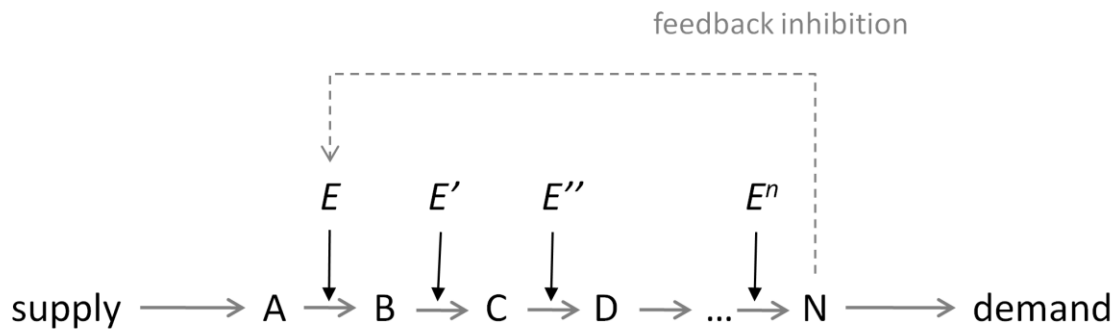 feedback inhibition
E E′ E″ Eⁿ
supply A B C D ... N demand